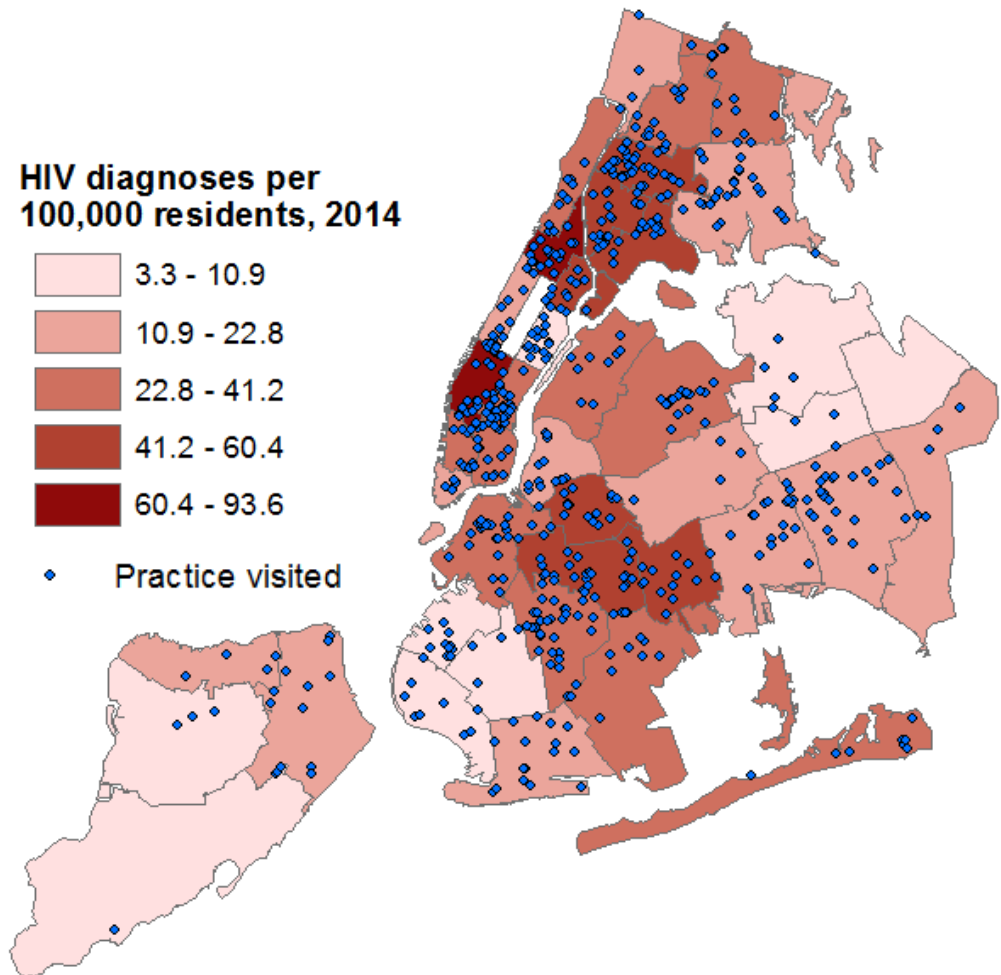 HIV diagnoses per
100,000 residents, 2014
3.3 - 10.9
10.9 - 22.8
22.8 - 41.2
41.2 - 60.4
60.4 - 93.6
Practice visited